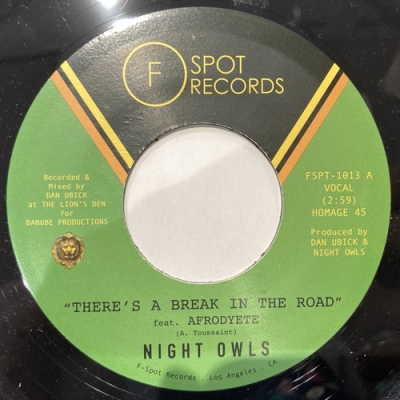 F SPOT
RECORDS
Recorded &
Mixed by
DAN UBICK
at THE LION'S DEN
for
DANUBE PRODUCTIONS
FSPT-1013 A
VOCAL
(2:59)
HOMAGE 45
Produced by
DAN UBICK &
NIGHT OWLS
"THERE'S A BREAK IN THE ROAD"
feat. AFRODYETE
(A. Toussaint)
NIGHT OWLS
F-Spot Records - Los Angeles - CA